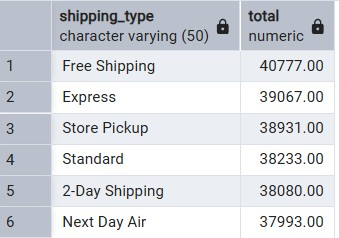 shipping_type total
character varying (50) numeric
1 Free Shipping 40777.00
2 Express 39067.00
3 Store Pickup 38931.00
4 Standard 38233.00
5 2-Day Shipping 38080.00
6 Next Day Air 37993.00